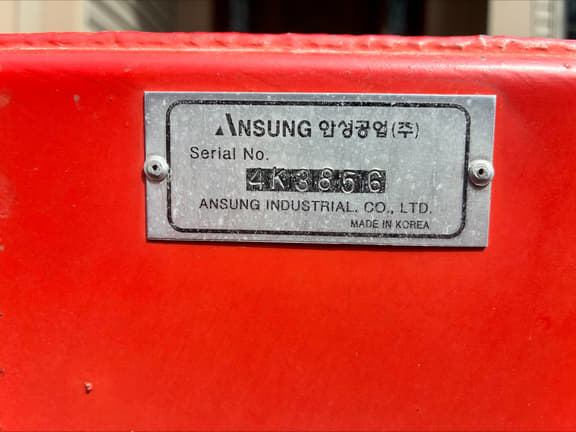 ANSUNG 안성공업(주)
Serial No.
4K3856
ANSUNG INDUSTRIAL. CO., LTD.
MADE IN KOREA